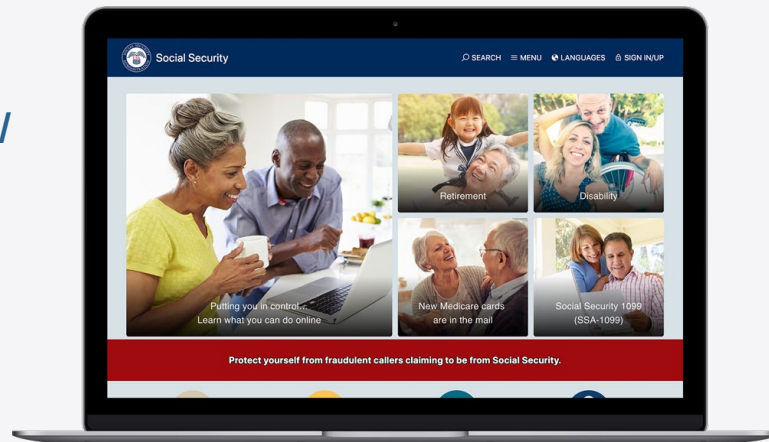 Social Security
SEARCH MENU LANGUAGES SIGN IN/UP
Retirement
Disability
Putting you in control...
Learn what you can do online
New Medicare cards
are in the mail
Social Security 1099
(SSA-1099)
Protect yourself from fraudulent callers claiming to be from Social Security.